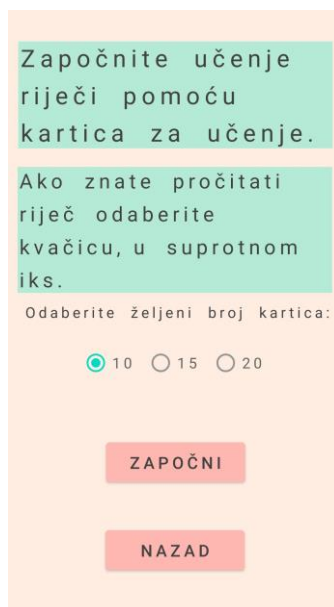 Započnite učenje
riječi pomoću
kartica za učenje.
Ako znate pročitati
riječ odaberite
kvačicu, u suprotnom
iks.
Odaberite željeni broj kartica:
10 15 20
ZAPOČNI
NAZAD